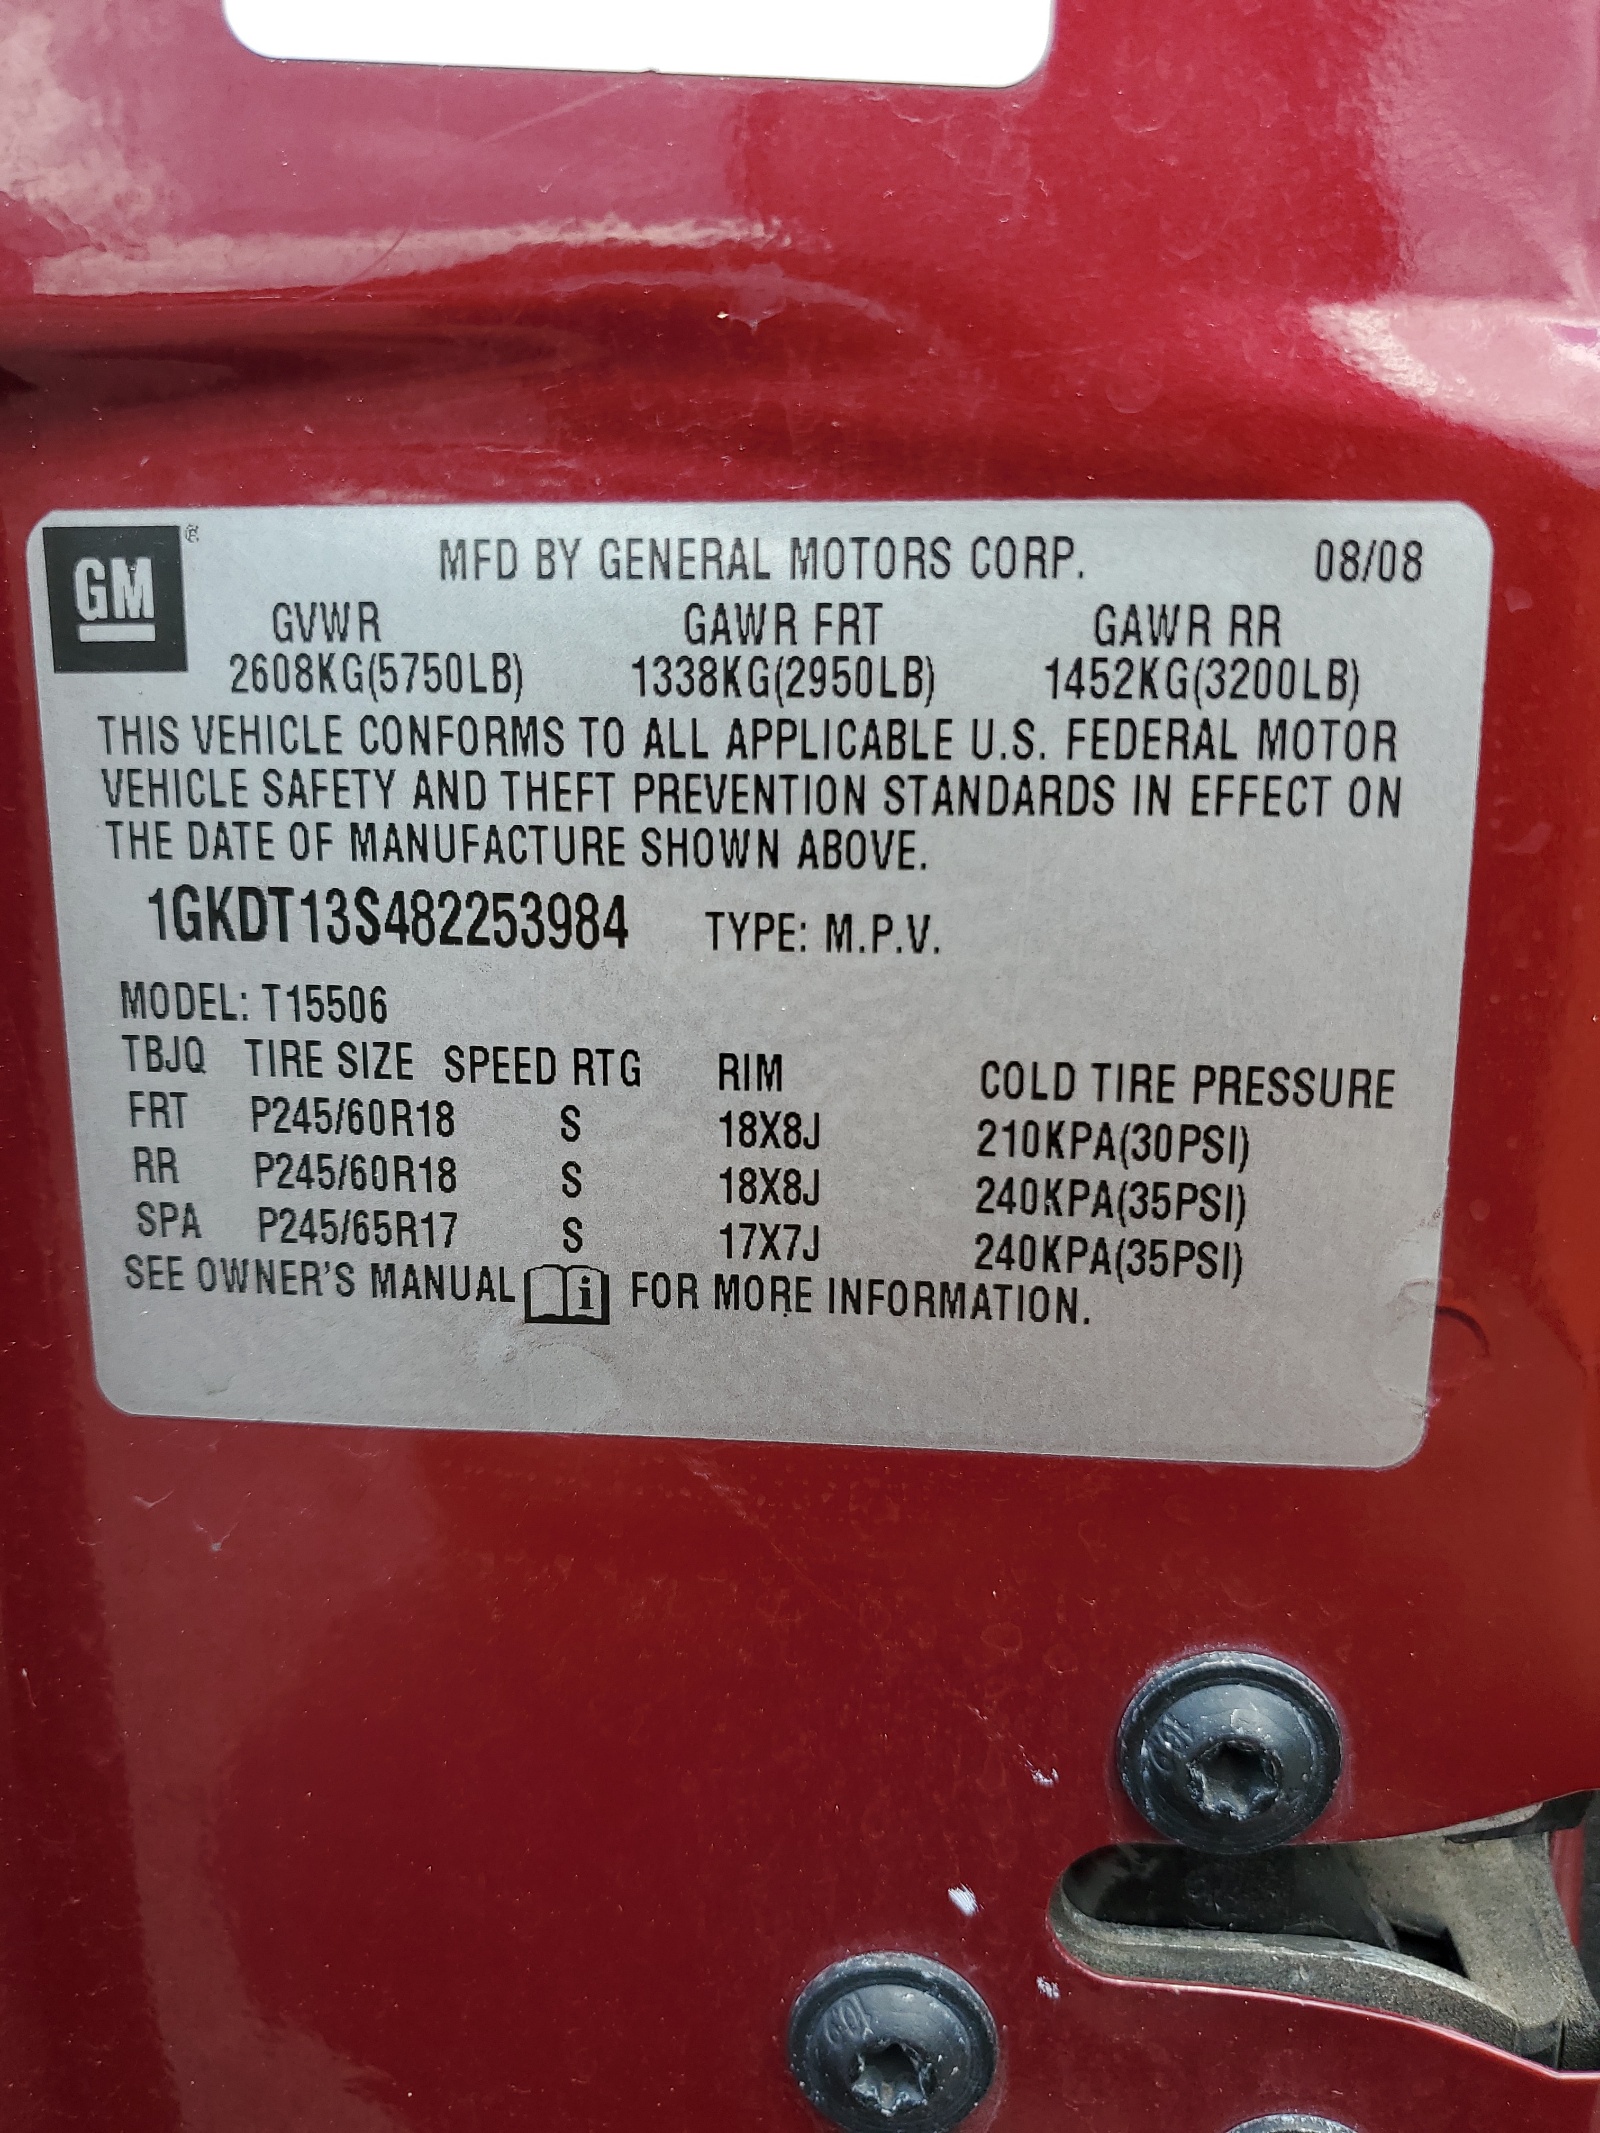 GM
MFD BY GENERAL MOTORS CORP. 08/08
GVWR GAWR FRT GAWR RR
2608KG(5750LB) 1338KG(2950LB) 1452KG(3200LB)
THIS VEHICLE CONFORMS TO ALL APPLICABLE U.S. FEDERAL MOTOR
VEHICLE SAFETY AND THEFT PREVENTION STANDARDS IN EFFECT ON
THE DATE OF MANUFACTURE SHOWN ABOVE.
1GKDT13S482253984 TYPE: M.P.V.
MODEL: T15506
TBJQ TIRE SIZE SPEED RTG RIM COLD TIRE PRESSURE
FRT P245/60R18 S 18X8J 210KPA(30PSI)
RR P245/60R18 S 18X8J 240KPA(35PSI)
SPA P245/65R17 S 17X7J 240KPA(35PSI)
SEE OWNER'S MANUAL i FOR MORE INFORMATION.